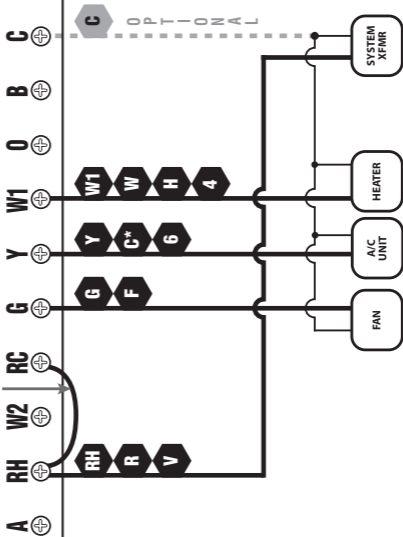 C
B
O
W1
Y
G
RC
W2
RH
A
C OPTIONAL
W1 W H 4
Y C* 6
G F
RH R V
SYSTEM
XFMR
HEATER
A/C
UNIT
FAN